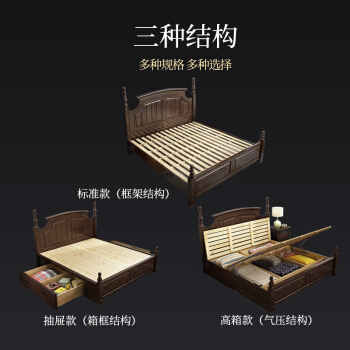 三种结构
多种规格 多种选择
标准款（框架结构）
抽屉款（箱框结构）
高箱款（气压结构）